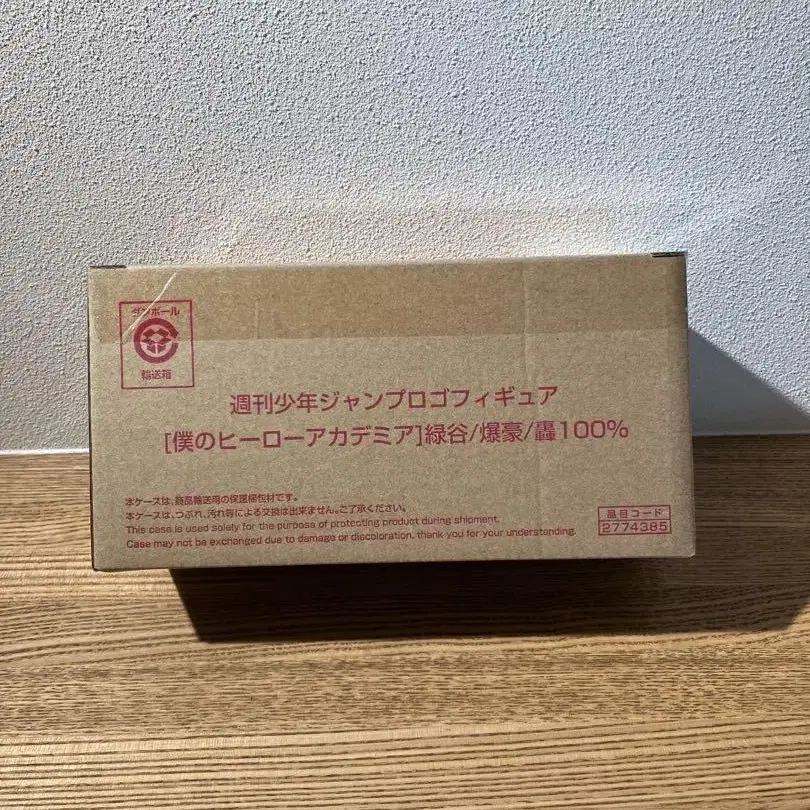 ダンボール
輸送箱
週刊少年ジャンプロゴフィギュア
[僕のヒーローアカデミア]緑谷/爆豪/轟100%
本ケースは、商品輸送用の保護梱包材です。
本ケースは、つぶれ、汚れ等による交換は出来ません。ご了承ください。
This case is used solely for the purpose of protecting product during shipment.
Case may not be exchanged due to damage or discoloration. thank you for your understanding.
品目コード
2774385